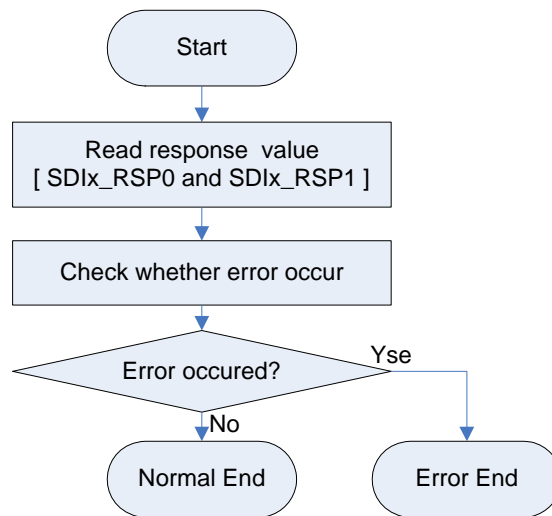 Start
Read response value
[ SDIx_RSP0 and SDIx_RSP1 ]
Check whether error occur
Error occured?
Yse
No
Normal End
Error End